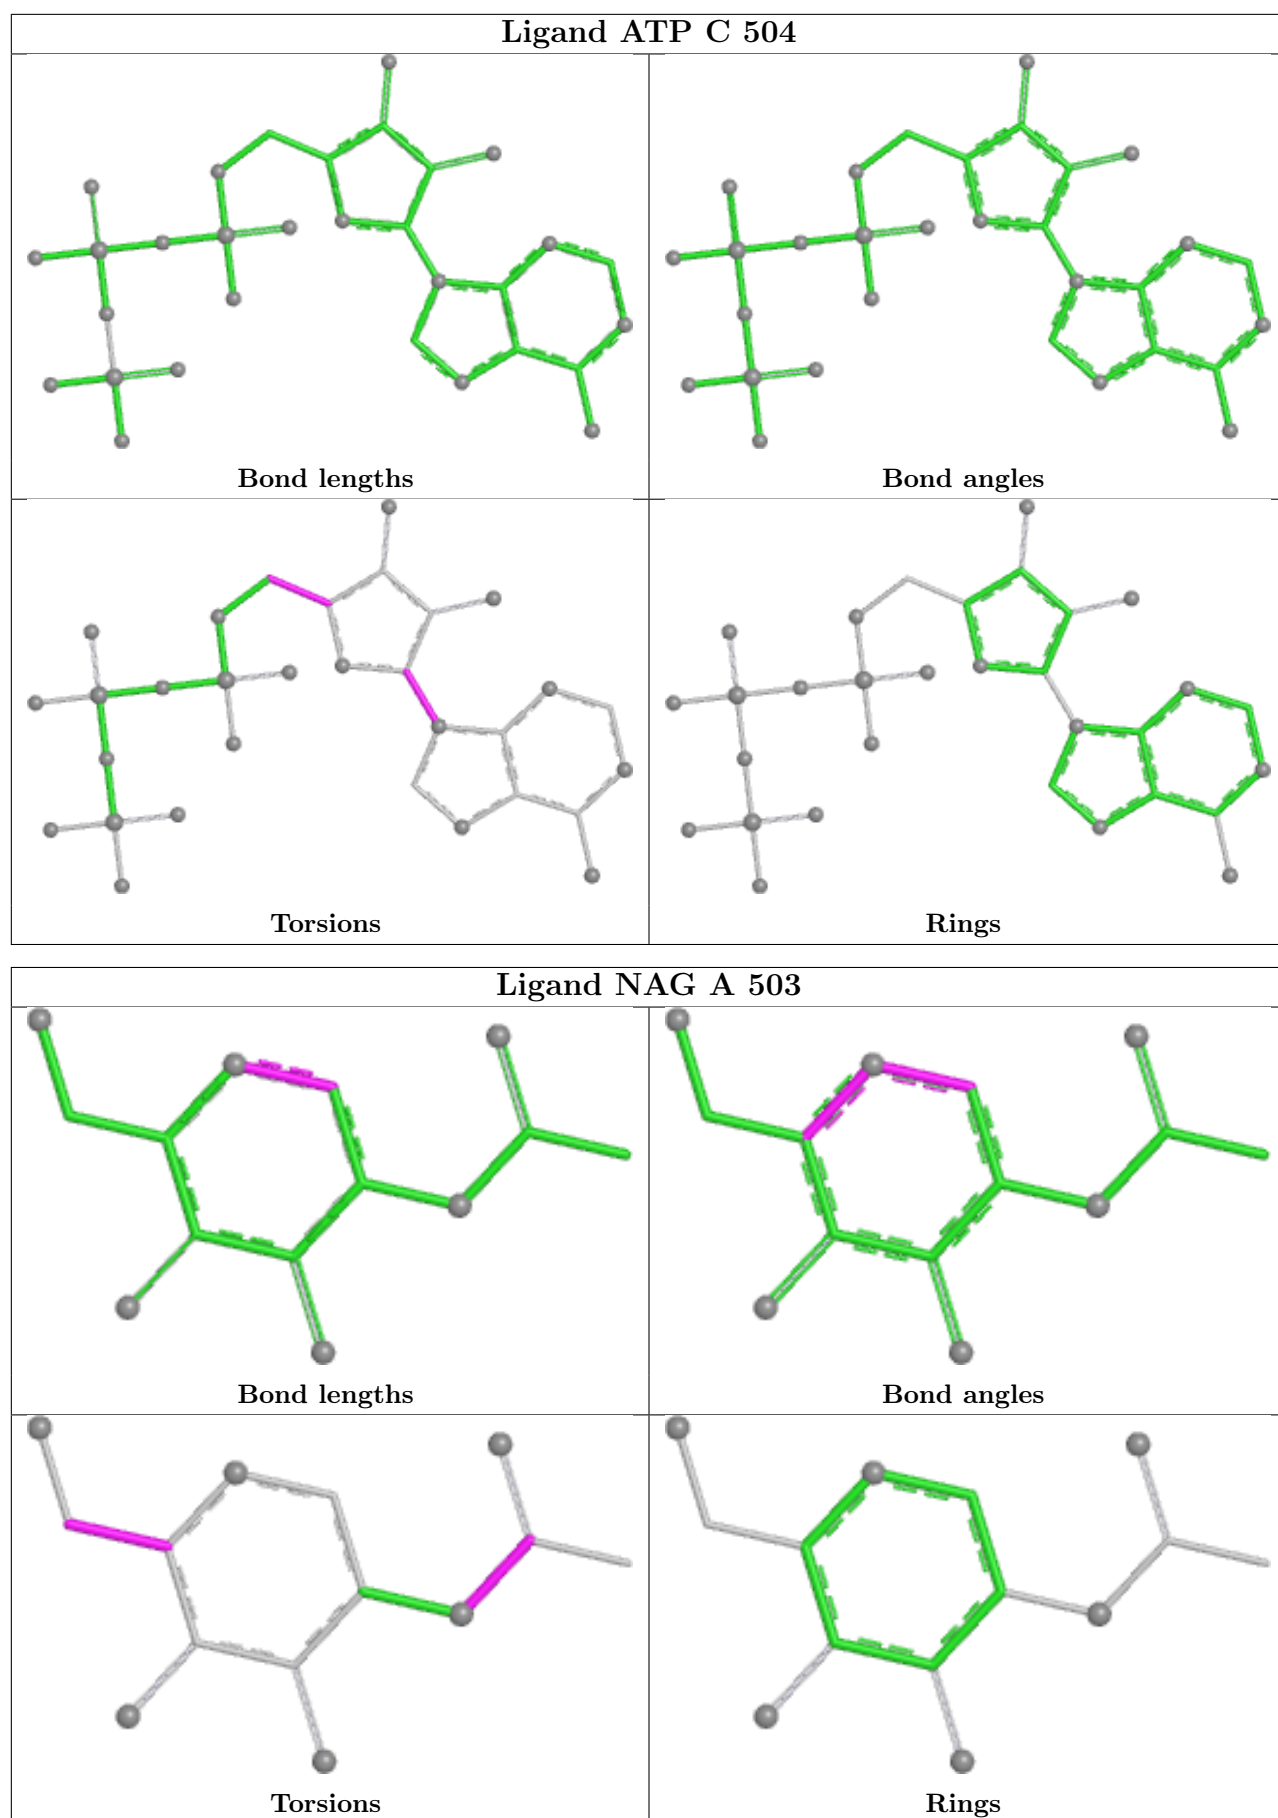 Ligand ATP C 504
Bond lengths
Bond angles
Torsions
Rings
Ligand NAG A 503
Bond lengths
Bond angles
Torsions
Rings